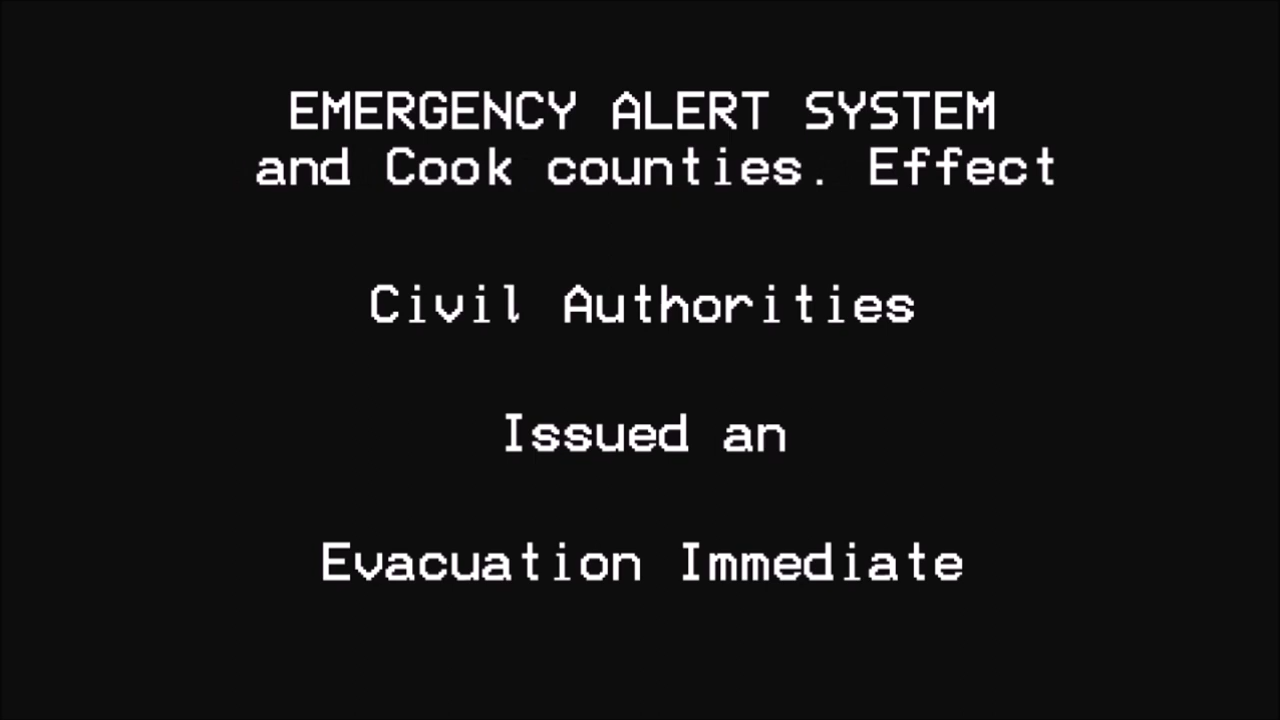 EMERGENCY ALERT SYSTEM
and Cook counties. Effect
Civil Authorities
Issued an
Evacuation Immediate